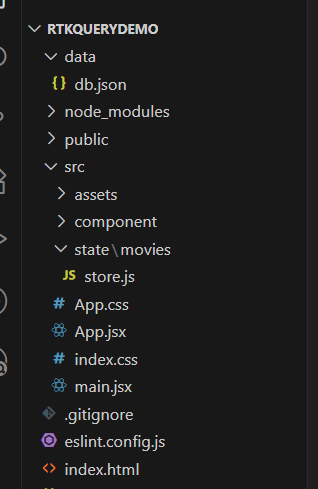 RTKQUERYDEMO
data
{} db.json
node_modules
public
src
assets
component
state\movies
JS store.js
# App.css
App.jsx
# index.css
main.jsx
.gitignore
eslint.config.js
<> index.html